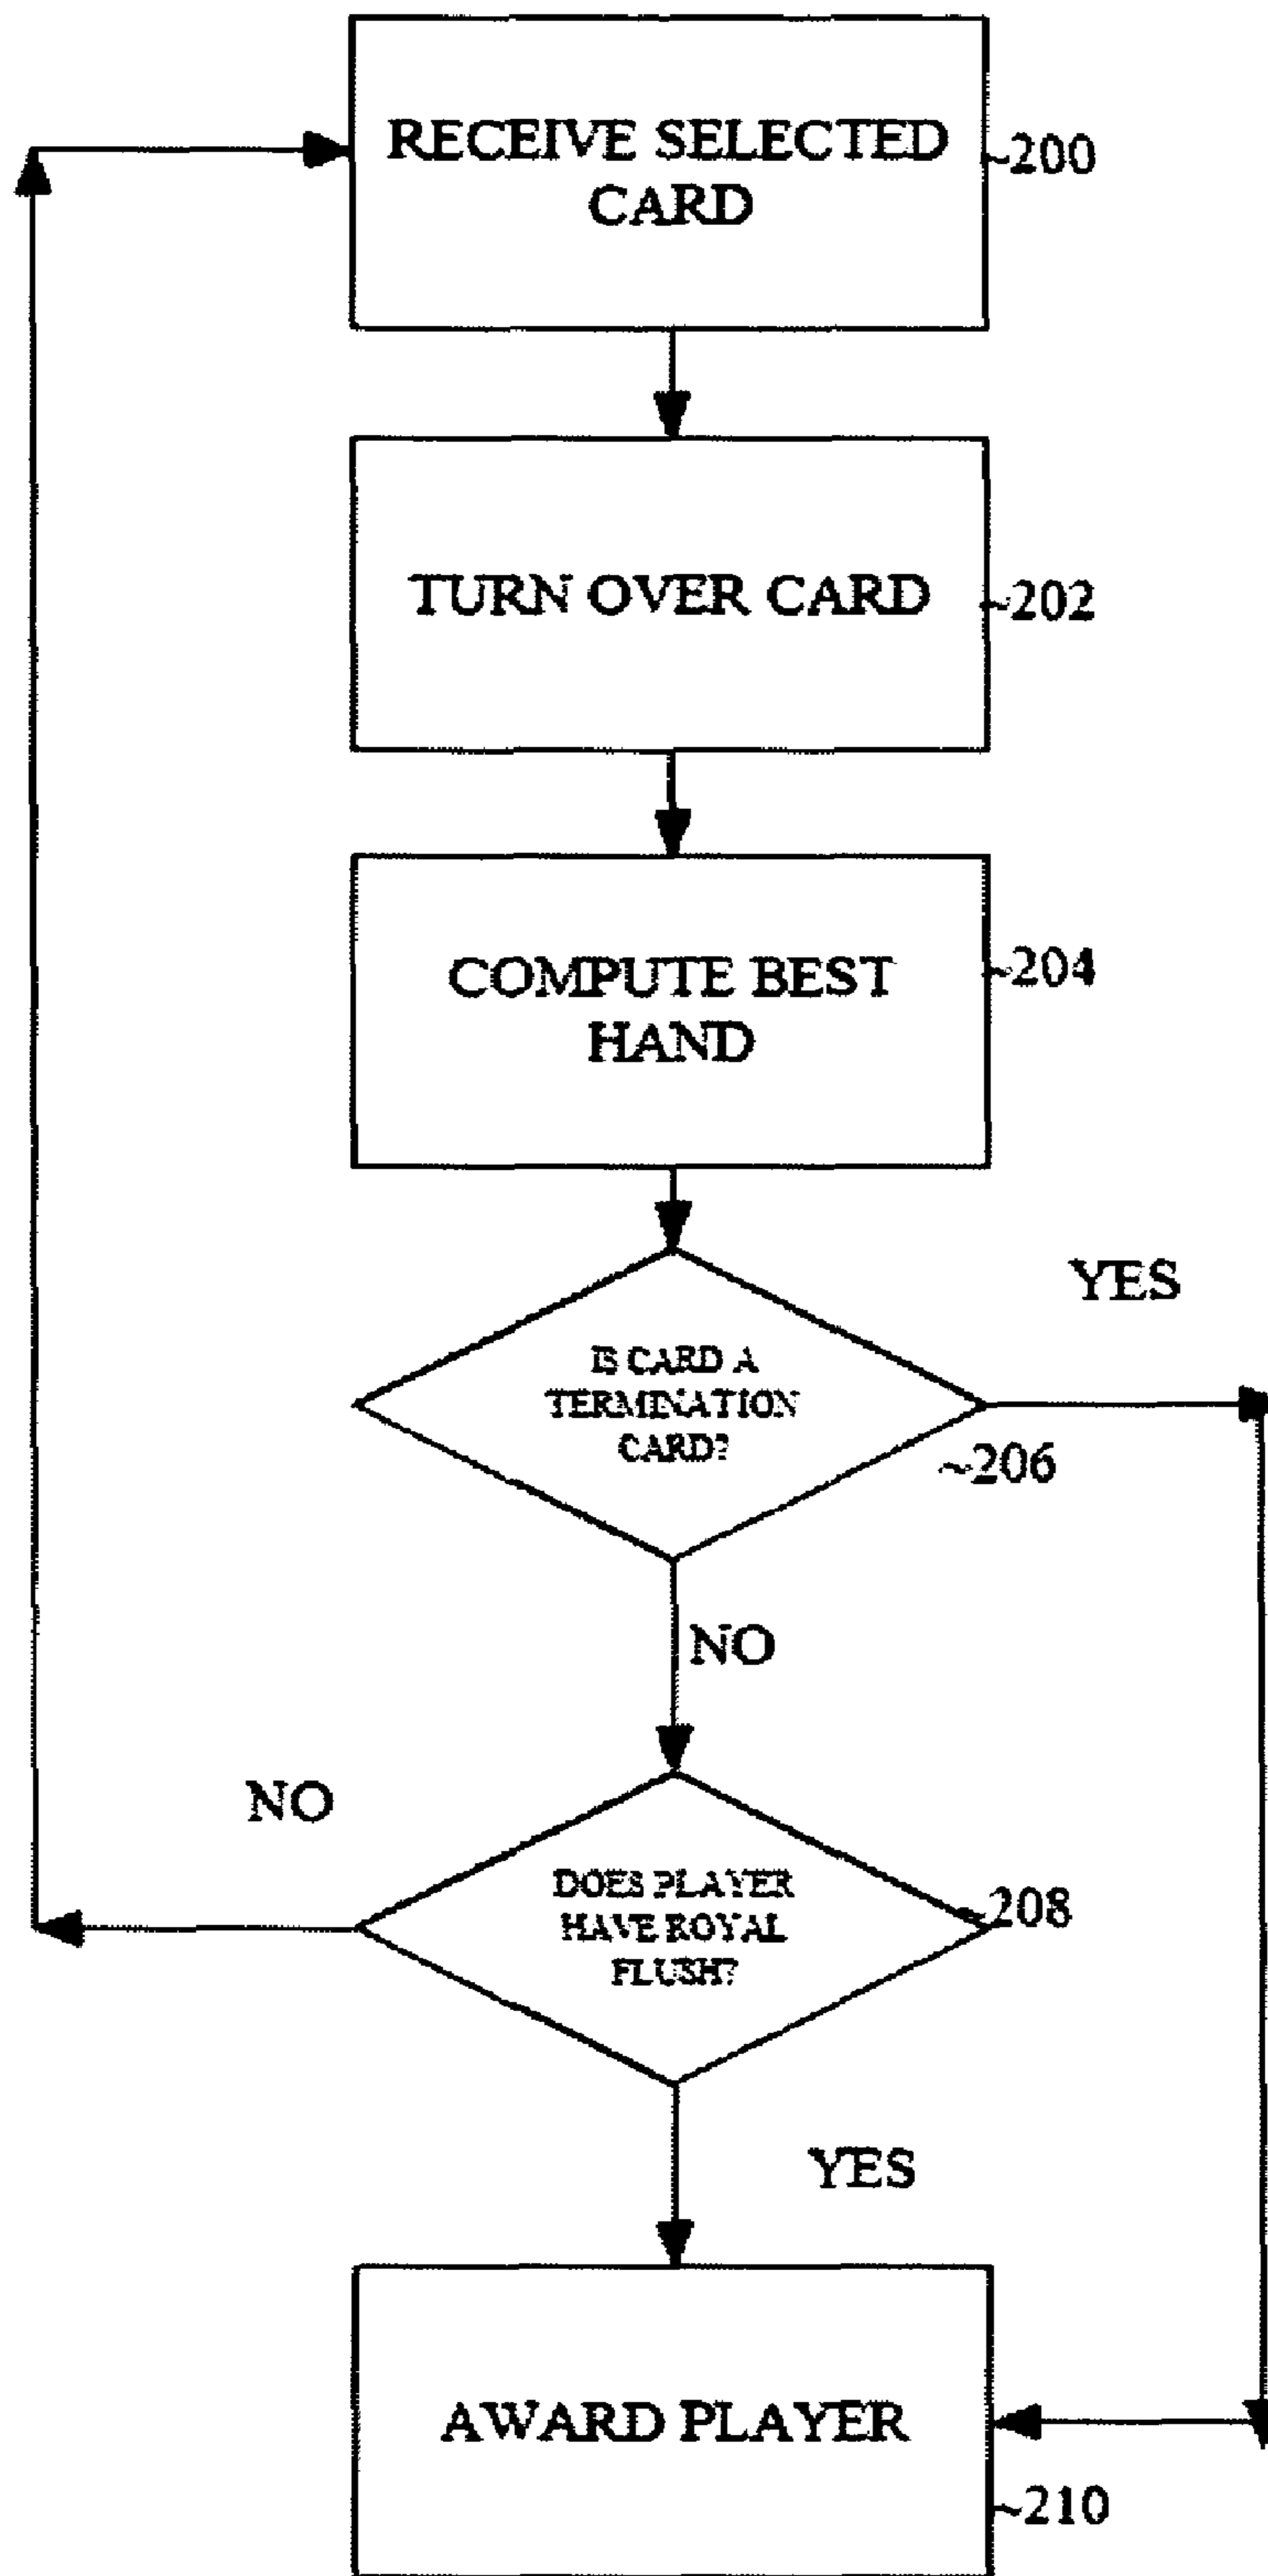 RECEIVE SELECTED
CARD
~200
TURN OVER CARD
~202
COMPUTE BEST
HAND
~204
YES
IS CARD A
TERMINATION
CARD?
~206
NO
NO
DOES PLAYER
HAVE ROYAL
FLUSH?
~208
YES
AWARD PLAYER
~210